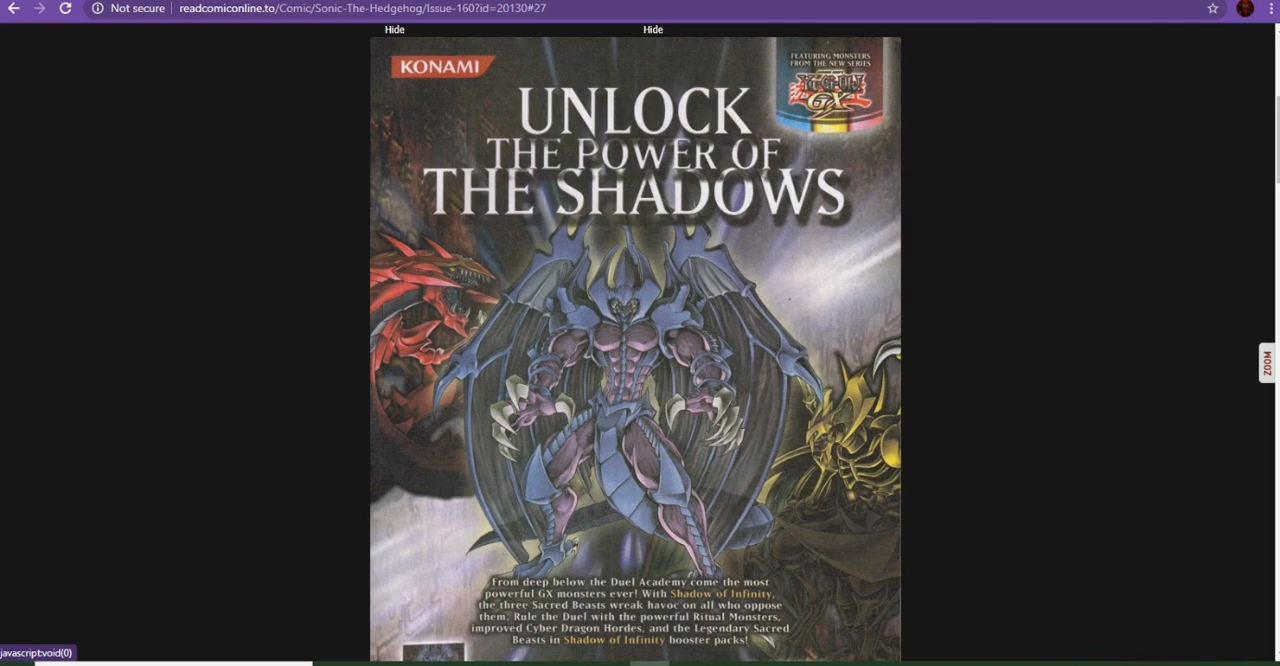 Not secure
readcomiconline.to/Comic/Sonic-The-Hedgehog/Issue-160?id=20130#27
Hide
Hide
KONAMI
FEATURING MONSTERS
FROM THE NEW SERIES
Yu-Gi-Oh!
GX
UNLOCK
THE POWER OF
THE SHADOWS
ZOOM
From deep below the Duel Academy come the most
powerful GX monsters ever! With Shadow of Infinity,
the three Sacred Beasts wreak havoc on all who oppose
them. Rule the Duel with the powerful Ritual Monsters,
improved Cyber Dragon Hordes, and the Legendary Sacred
Beasts in Shadow of Infinity booster packs!
javascript:void(0)